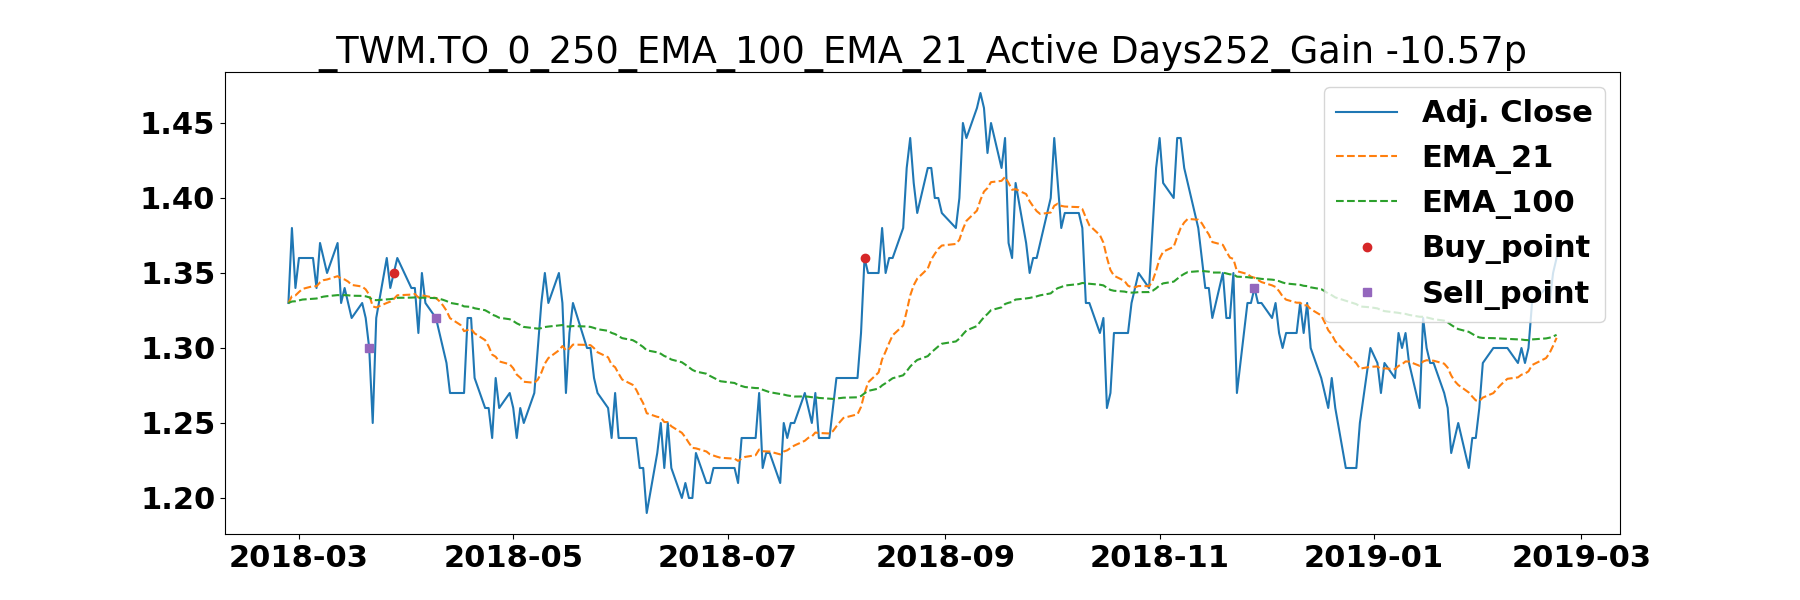 _TWM.TO_0_250_EMA_100_EMA_21_Active Days252_Gain -10.57p
1.45
1.40
1.35
1.30
1.25
1.20
2018-03 2018-05 2018-07 2018-09 2018-11 2019-01 2019-03
Adj. Close
EMA_21
EMA_100
Buy_point
Sell_point